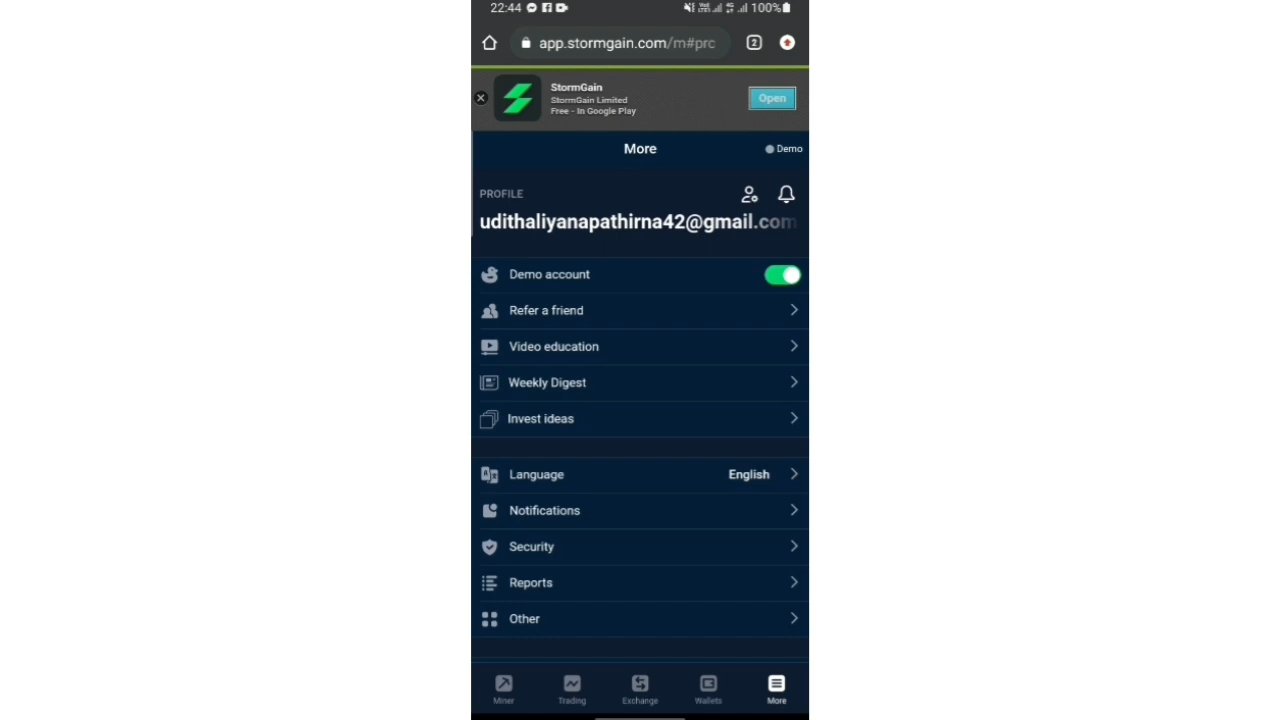 22:44 100%
app.stormgain.com/m#prc 2
StormGain
StormGain Limited
Free - In Google Play
Open
More
Demo
PROFILE
udithaliyanapathirna42@gmail.com
Demo account
Refer a friend
Video education
Weekly Digest
Invest ideas
Language English
Notifications
Security
Reports
Other
Miner Trading Exchange Wallets More